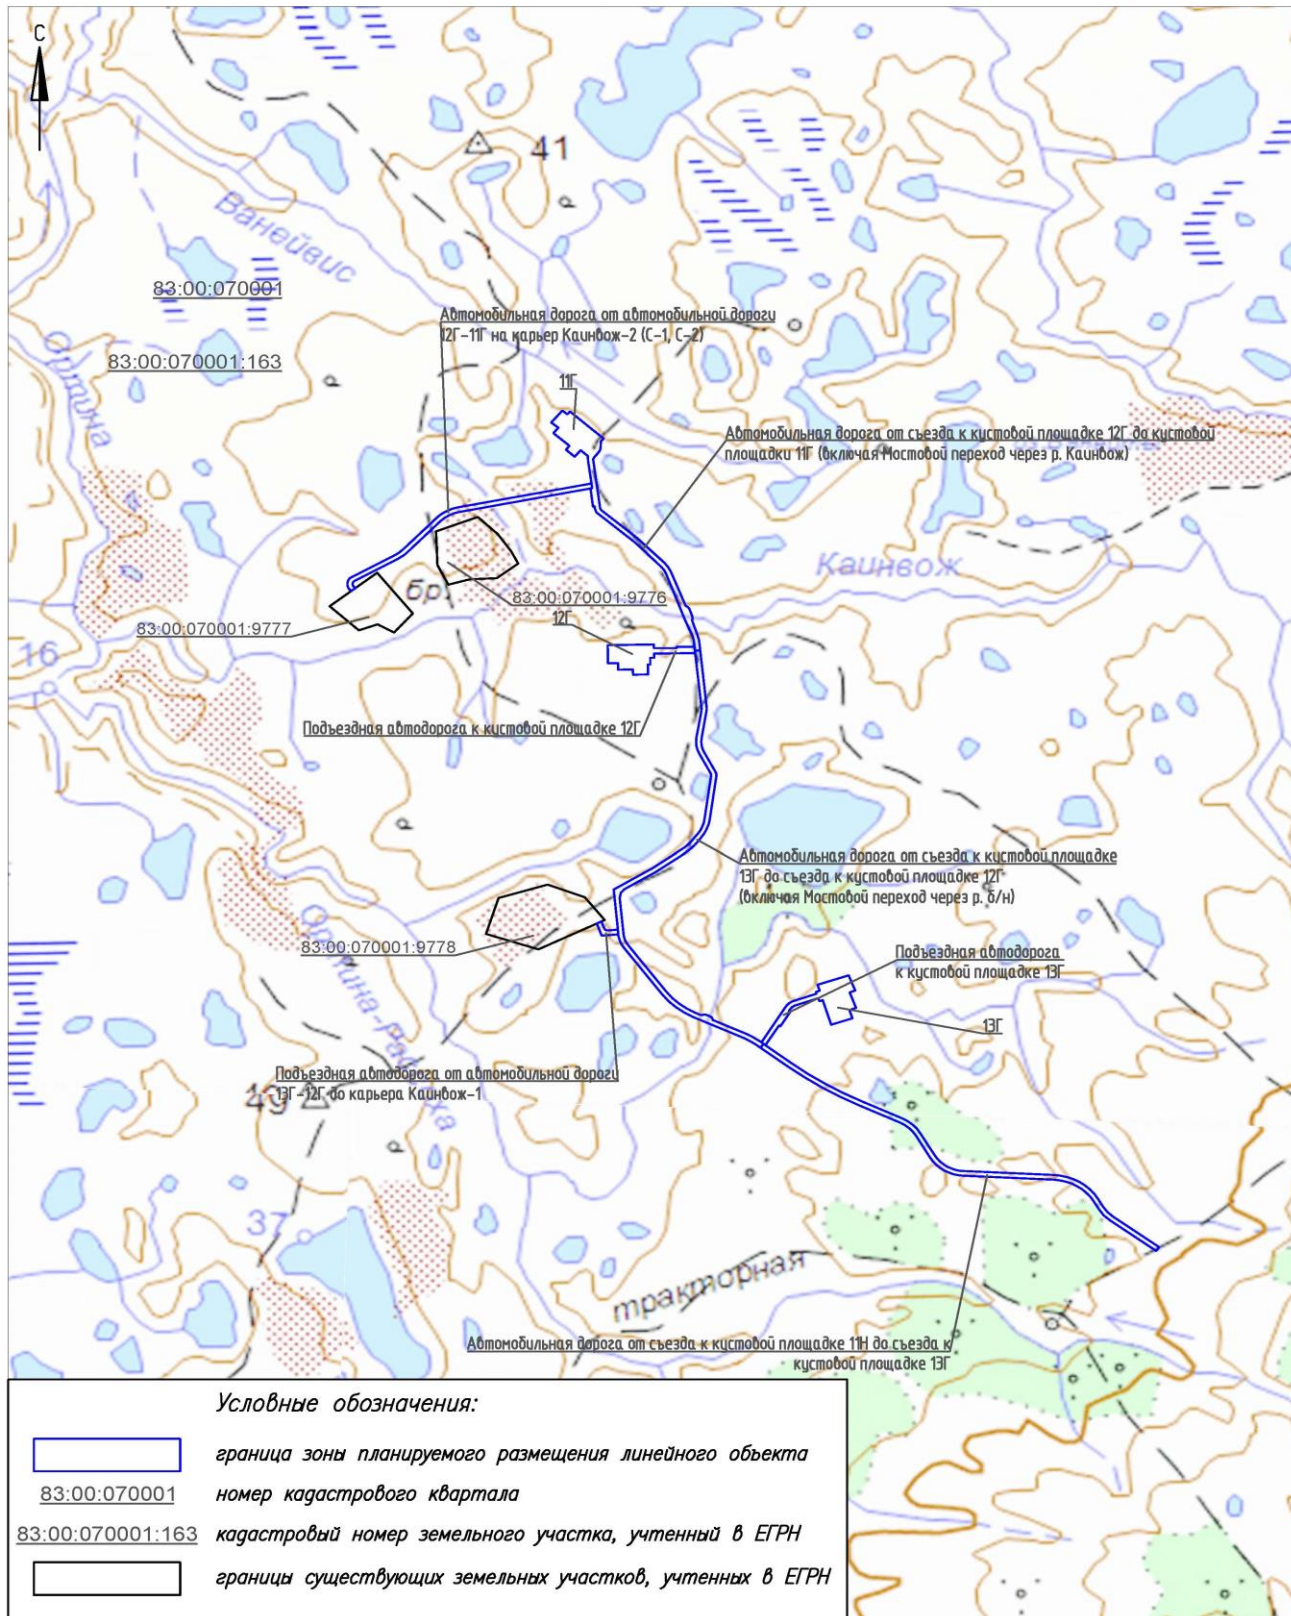 С
41
Ванейвис
83:00:070001
Ортина
83:00:070001:163
Автомобильная дорога от автомобильной дороги
12Г-11Г на карьер Каинвож-2 (С-1, С-2)
11Г
Автомобильная дорога от съезда к кустовой площадке 12Г до кустовой
площадки 11Г (включая Мостовой переход через р. Каинвож)
Каинвож
бр.
83:00:070001:9776
83:00:070001:9777
12Г
16
Подъездная автодорога к кустовой площадке 12Г
Автомобильная дорога от съезда к кустовой площадке
13Г до съезда к кустовой площадке 12Г
(включая Мостовой переход через р. б/н)
83:00:070001:9778
Подъездная автодорога
к кустовой площадке 13Г
13Г
Подъездная автодорога от автомобильной дороги
13Г-12Г до карьера Каинвож-1
49
37
тракторная
Автомобильная дорога от съезда к кустовой площадке 11Н до съезда к
кустовой площадке 13Г
Условные обозначения:
граница зоны планируемого размещения линейного объекта
83:00:070001 номер кадастрового квартала
83:00:070001:163 кадастровый номер земельного участка, учтенный в ЕГРН
границы существующих земельных участков, учтенных в ЕГРН